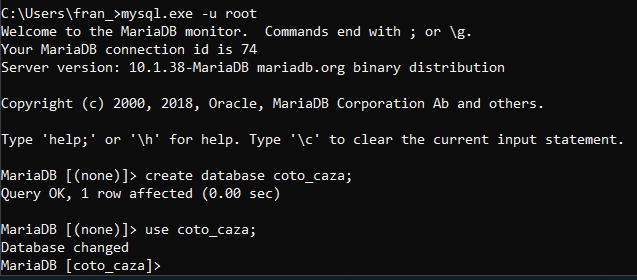 C:\Users\fran_>mysql.exe -u root
Welcome to the MariaDB monitor.  Commands end with ; or \g.
Your MariaDB connection id is 74
Server version: 10.1.38-MariaDB mariadb.org binary distribution

Copyright (c) 2000, 2018, Oracle, MariaDB Corporation Ab and others.

Type 'help;' or '\h' for help. Type '\c' to clear the current input statement.

MariaDB [(none)]> create database coto_caza;
Query OK, 1 row affected (0.00 sec)

MariaDB [(none)]> use coto_caza;
Database changed
MariaDB [coto_caza]>